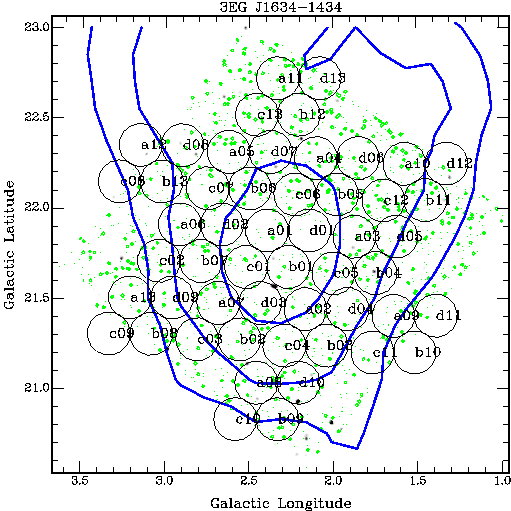 3EG J1634-1434
23.0
a11 d13
c13 b12
22.5
a12 d06 a05 d07 a04 d08 a10 d12
c08 b13 c07 b06 c06 b05 c12 b11
22.0
a06 d02 a01 d01 a03 d05
c02 b07 c01 b01 c05 b04
21.5
a13 d09 a07 d03 a02 d04 a09 d11
c09 b08 c03 b02 c04 b03 c11 b10
21.0
a08 d10
c10 b09
3.5 3.0 2.5 2.0 1.5 1.0
Galactic Longitude
Galactic Latitude